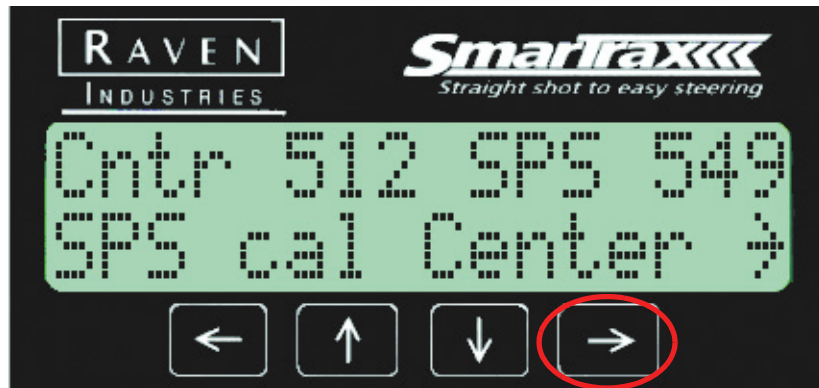 RAVEN
INDUSTRIES
SmarTrax
Straight shot to easy steering
Cntr 512 SPS 549
SPS cal Center →
← ↑ ↓ →